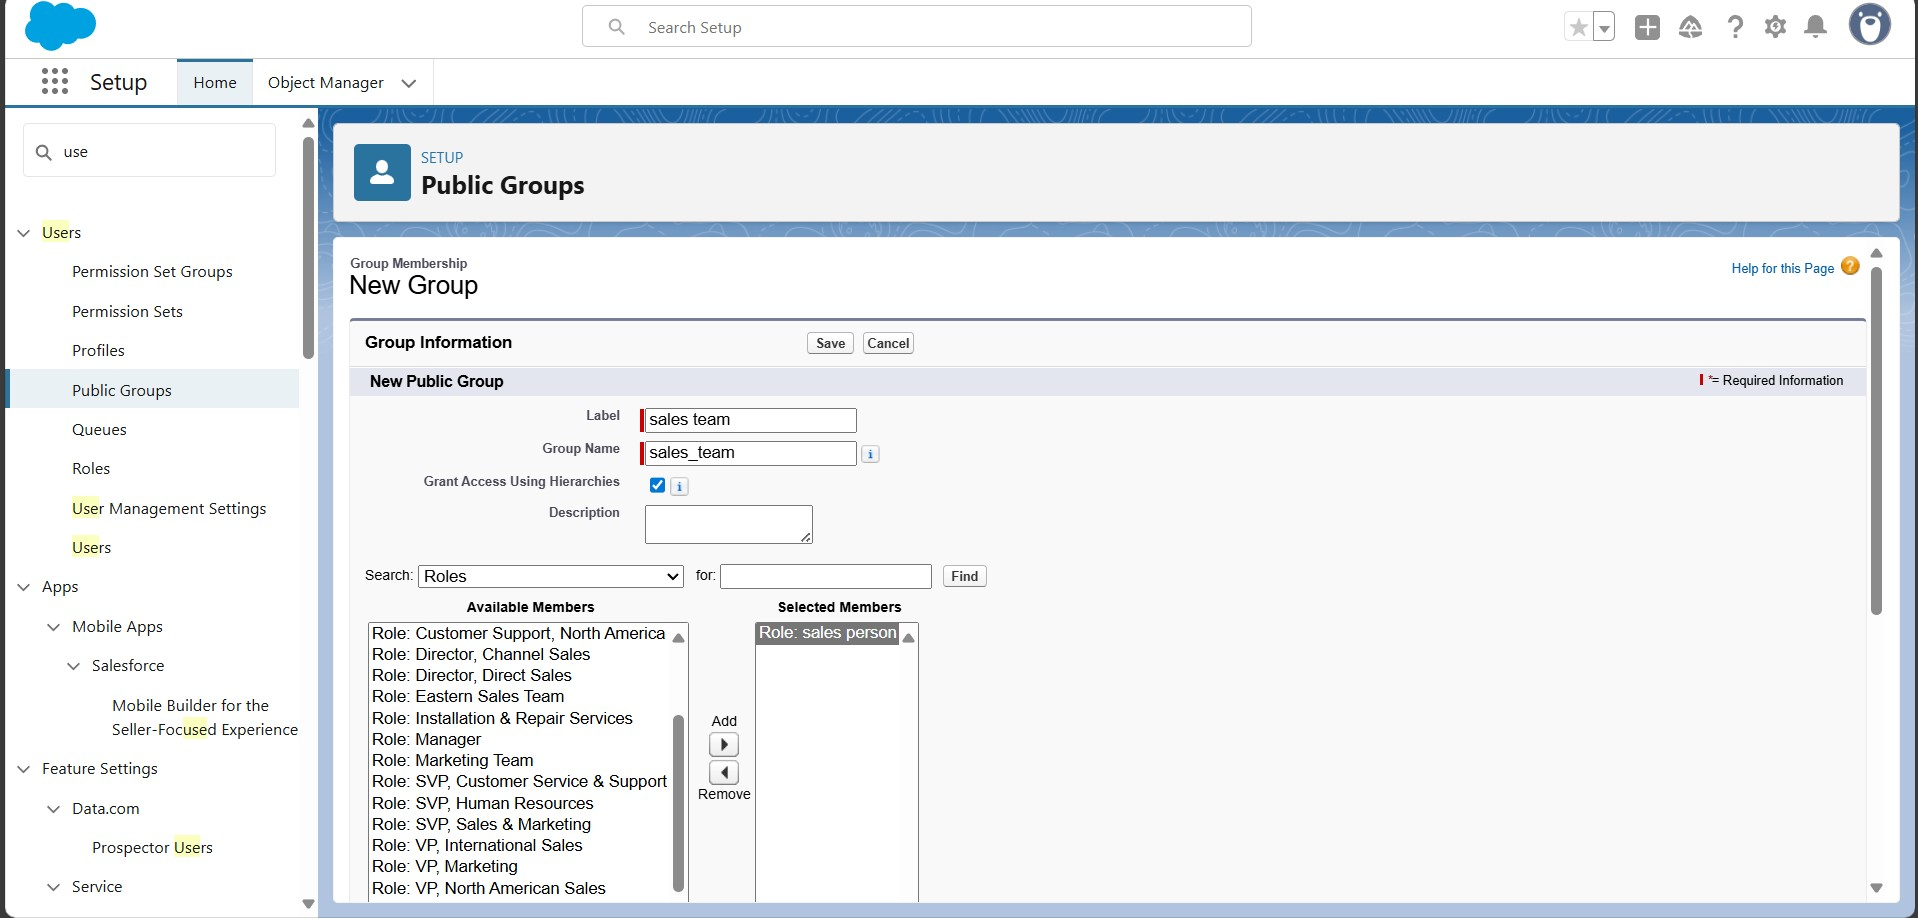 Search Setup
Setup
Home
Object Manager
use
Users
Permission Set Groups
Permission Sets
Profiles
Public Groups
Queues
Roles
User Management Settings
Users
Apps
Mobile Apps
Salesforce
Mobile Builder for the
Seller-Focused Experience
Feature Settings
Data.com
Prospector Users
Service
SETUP
Public Groups
Group Membership
New Group
Help for this Page
Group Information
Save
Cancel
New Public Group
*= Required Information
Label
sales team
Group Name
sales_team
Grant Access Using Hierarchies
Description
Search: Roles for: Find
Available Members
Role: Customer Support, North America
Role: Director, Channel Sales
Role: Director, Direct Sales
Role: Eastern Sales Team
Role: Installation & Repair Services
Role: Manager
Role: Marketing Team
Role: SVP, Customer Service & Support
Role: SVP, Human Resources
Role: SVP, Sales & Marketing
Role: VP, International Sales
Role: VP, Marketing
Role: VP, North American Sales
Add
Remove
Selected Members
Role: sales person